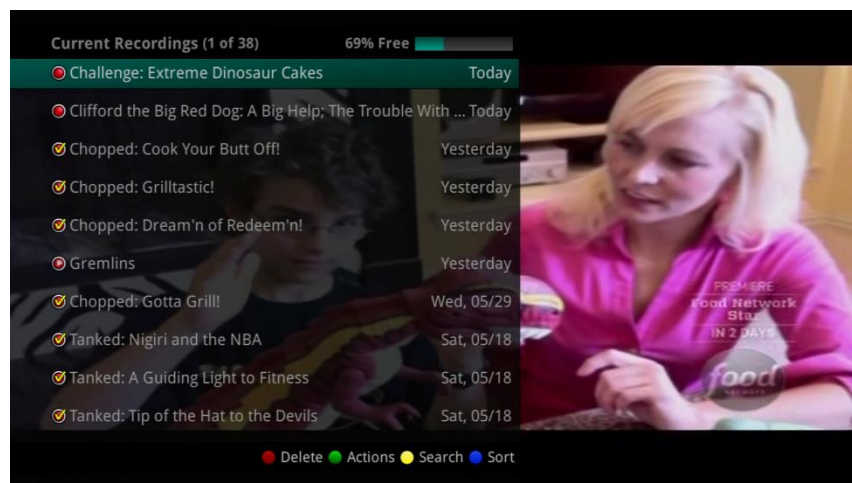 Current Recordings (1 of 38) 69% Free
Challenge: Extreme Dinosaur Cakes Today
Clifford the Big Red Dog: A Big Help; The Trouble With ... Today
Chopped: Cook Your Butt Off! Yesterday
Chopped: Grilltastic! Yesterday
Chopped: Dream'n of Redeem'n! Yesterday
Gremlins Yesterday
Chopped: Gotta Grill! Wed, 05/29
Tanked: Nigiri and the NBA Sat, 05/18
Tanked: A Guiding Light to Fitness Sat, 05/18
Tanked: Tip of the Hat to the Devils Sat, 05/18
Delete Actions Search Sort
PREMIERE
Food Network
Star
IN 2 DAYS
food
NETWORK